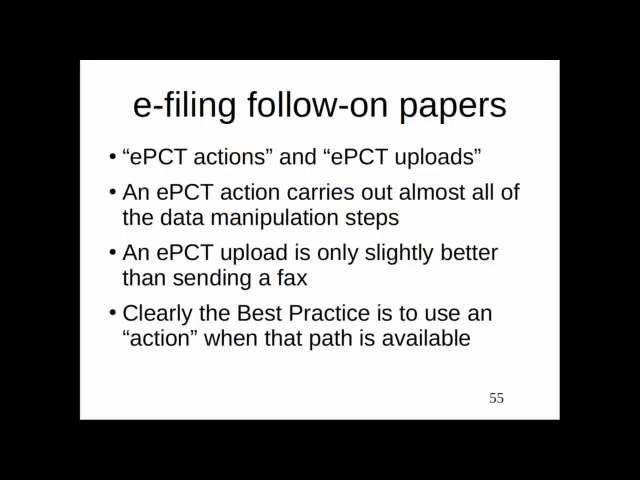 e-filing follow-on papers
• “ePCT actions” and “ePCT uploads”
• An ePCT action carries out almost all of
the data manipulation steps
• An ePCT upload is only slightly better
than sending a fax
• Clearly the Best Practice is to use an
“action” when that path is available
55